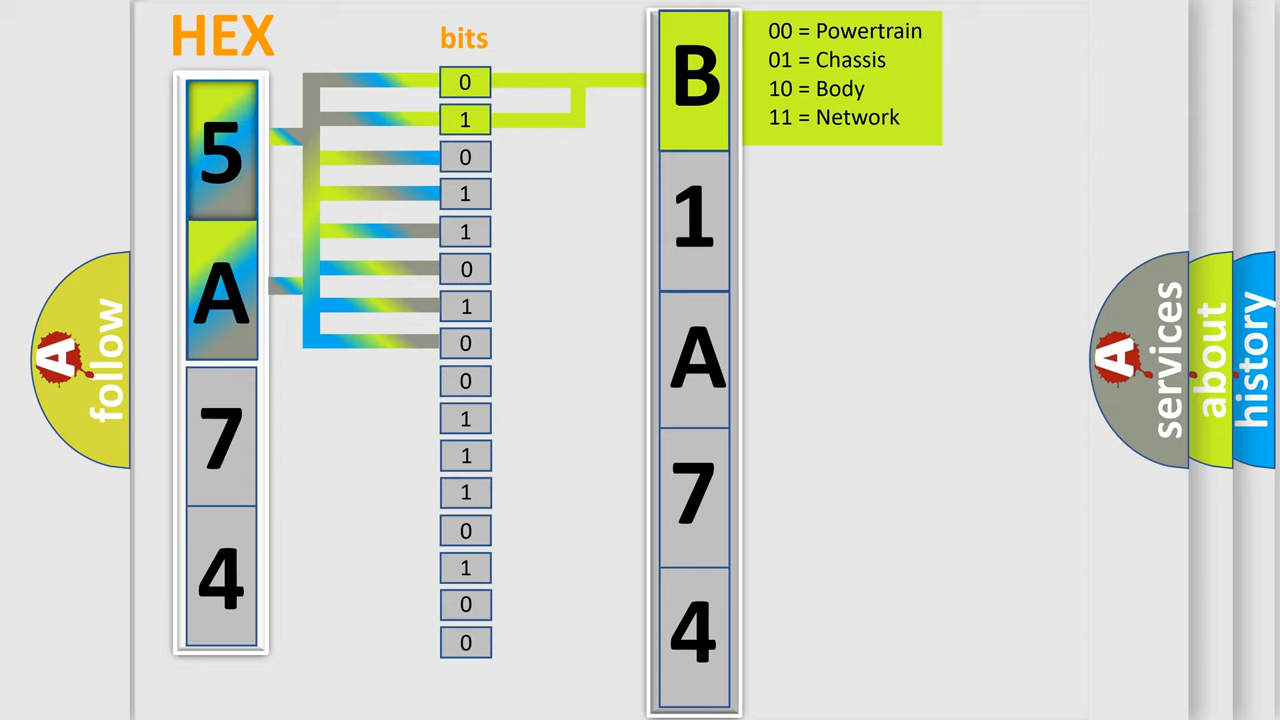 HEX
bits
5
A
7
4
0
1
0
1
1
0
1
0
0
1
1
1
0
1
0
0
B
1
A
7
4
00 = Powertrain
01 = Chassis
10 = Body
11 = Network
A
follow
A
services
about
history